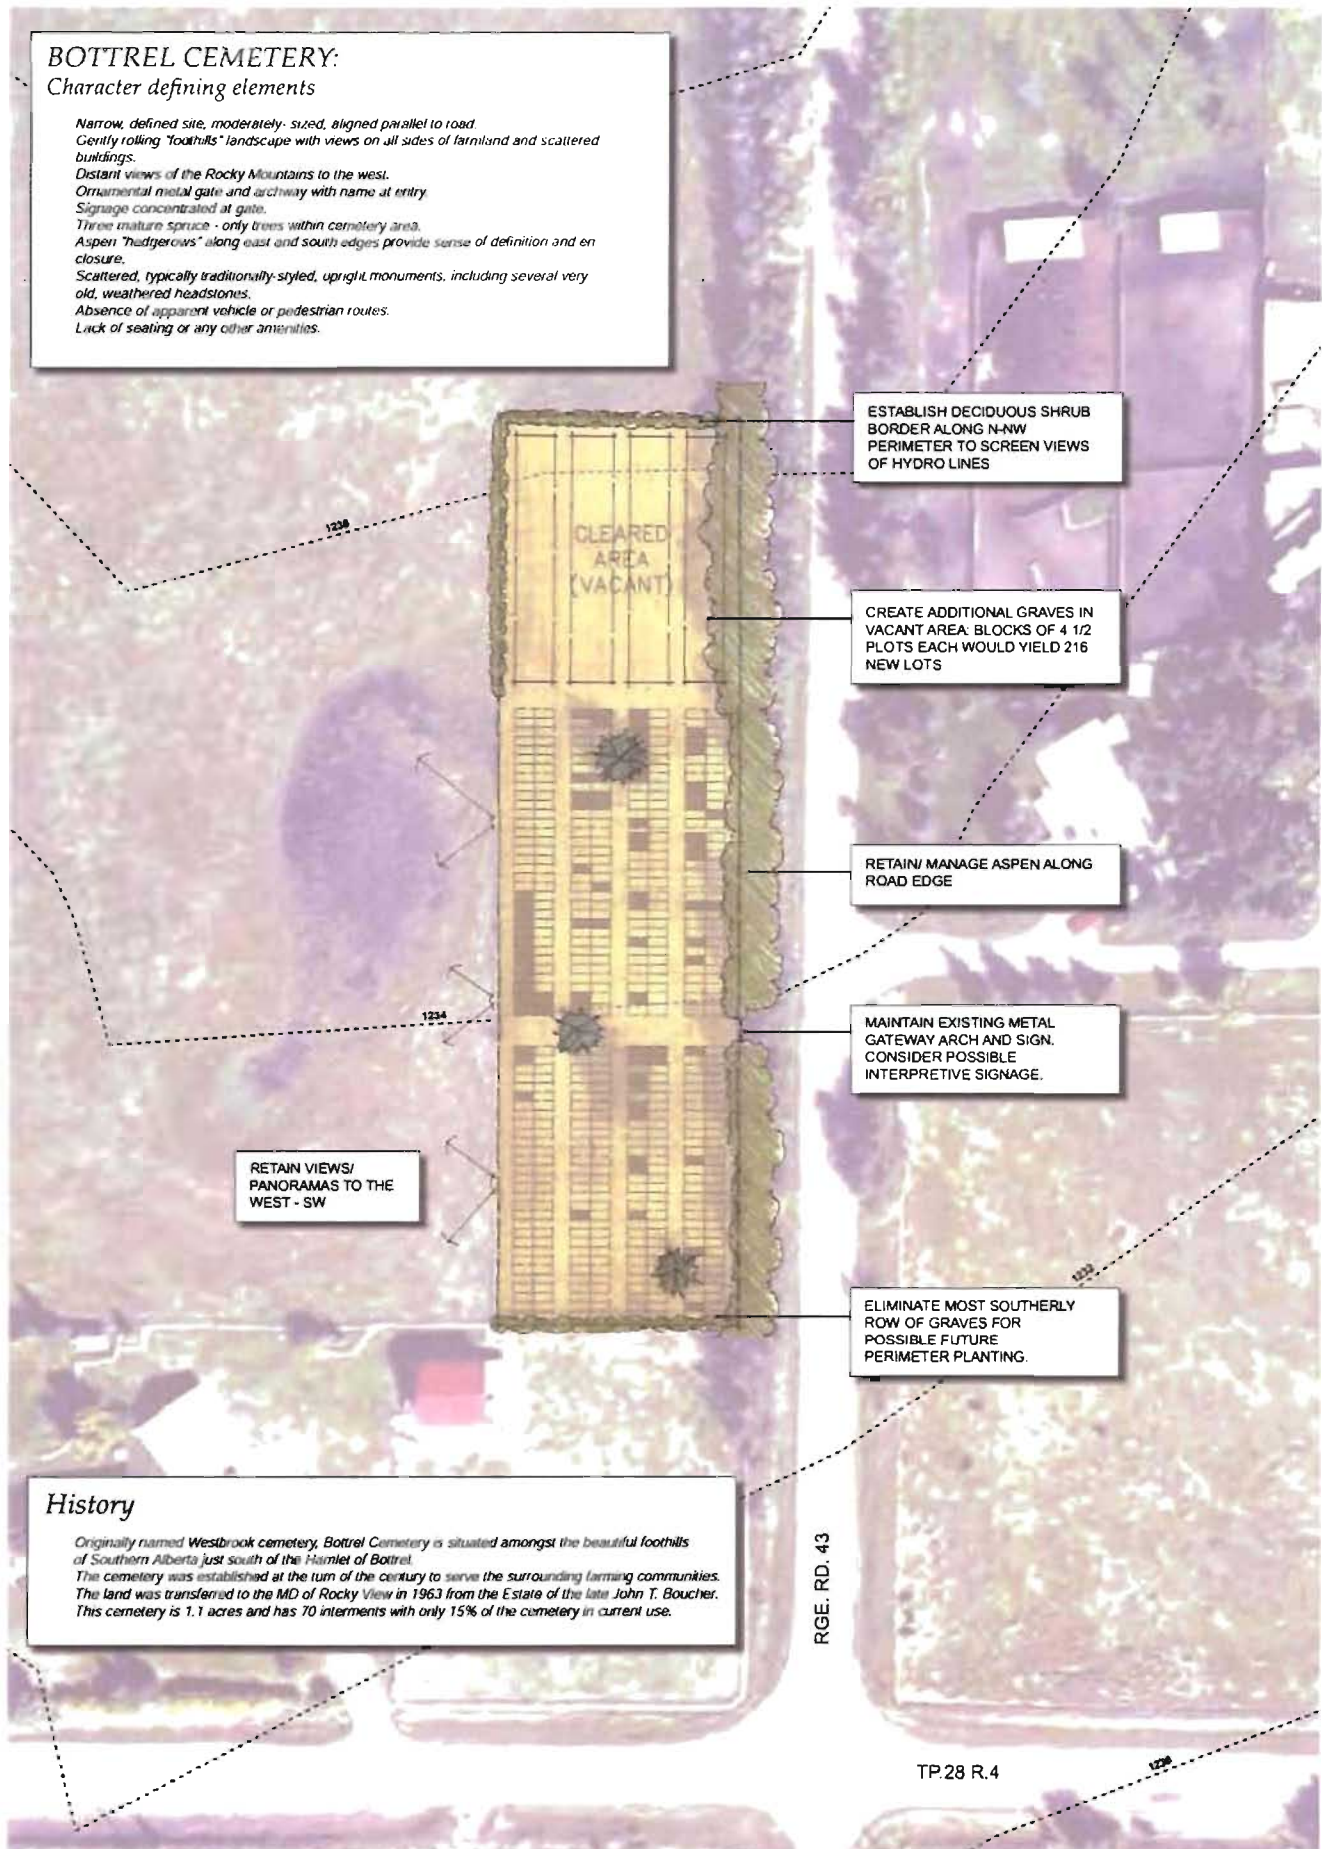 BOTTREL CEMETERY:
Character defining elements
Narrow, defined site, moderately- sized, aligned parallel to road.
Gently rolling "foothills" landscape with views on all sides of farmland and scattered
buildings.
Distant views of the Rocky Mountains to the west.
Ornamental metal gate and archway with name at entry.
Signage concentrated at gate.
Three mature spruce - only trees within cemetery area.
Aspen "hedgerows" along east and south edges provide sense of definition and en
closure.
Scattered, typically traditionally-styled, upright monuments, including several very
old, weathered headstones.
Absence of apparent vehicle or pedestrian routes.
Lack of seating or any other amenities.
ESTABLISH DECIDUOUS SHRUB
BORDER ALONG N-NW
PERIMETER TO SCREEN VIEWS
OF HYDRO LINES
1236
CLEARED
AREA
(VACANT)
CREATE ADDITIONAL GRAVES IN
VACANT AREA: BLOCKS OF 4 1/2
PLOTS EACH WOULD YIELD 216
NEW LOTS
RETAIN/ MANAGE ASPEN ALONG
ROAD EDGE
1234
MAINTAIN EXISTING METAL
GATEWAY ARCH AND SIGN.
CONSIDER POSSIBLE
INTERPRETIVE SIGNAGE.
RETAIN VIEWS/
PANORAMAS TO THE
WEST - SW
1232
ELIMINATE MOST SOUTHERLY
ROW OF GRAVES FOR
POSSIBLE FUTURE
PERIMETER PLANTING.
History
Originally named Westbrook cemetery, Bottrel Cemetery is situated amongst the beautiful foothills
of Southern Alberta just south of the Hamlet of Bottrel.
The cemetery was established at the turn of the century to serve the surrounding farming communities.
The land was transferred to the MD of Rocky View in 1963 from the Estate of the late John T. Boucher.
This cemetery is 1.1 acres and has 70 interments with only 15% of the cemetery in current use.
RGE. RD. 43
TP.28 R.4